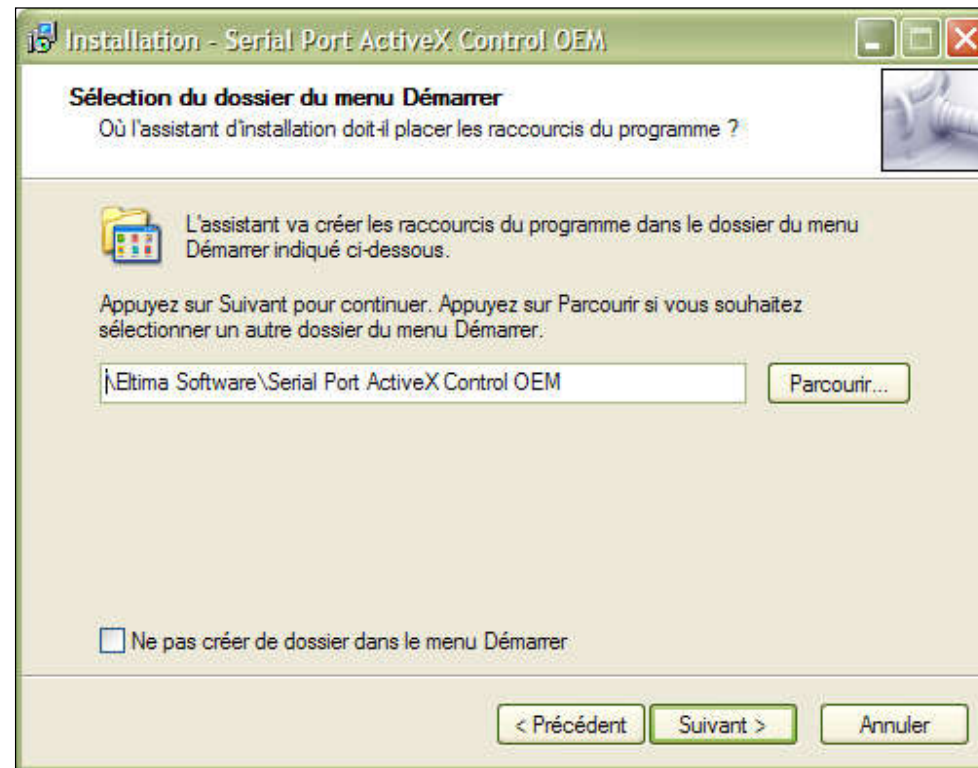 Installation - Serial Port ActiveX Control OEM
Sélection du dossier du menu Démarrer
Où l'assistant d'installation doit-il placer les raccourcis du programme ?
L'assistant va créer les raccourcis du programme dans le dossier du menu
Démarrer indiqué ci-dessous.
Appuyez sur Suivant pour continuer. Appuyez sur Parcourir si vous souhaitez
sélectionner un autre dossier du menu Démarrer.
\Eltima Software\Serial Port ActiveX Control OEM
Parcourir...
Ne pas créer de dossier dans le menu Démarrer
< Précédent
Suivant >
Annuler